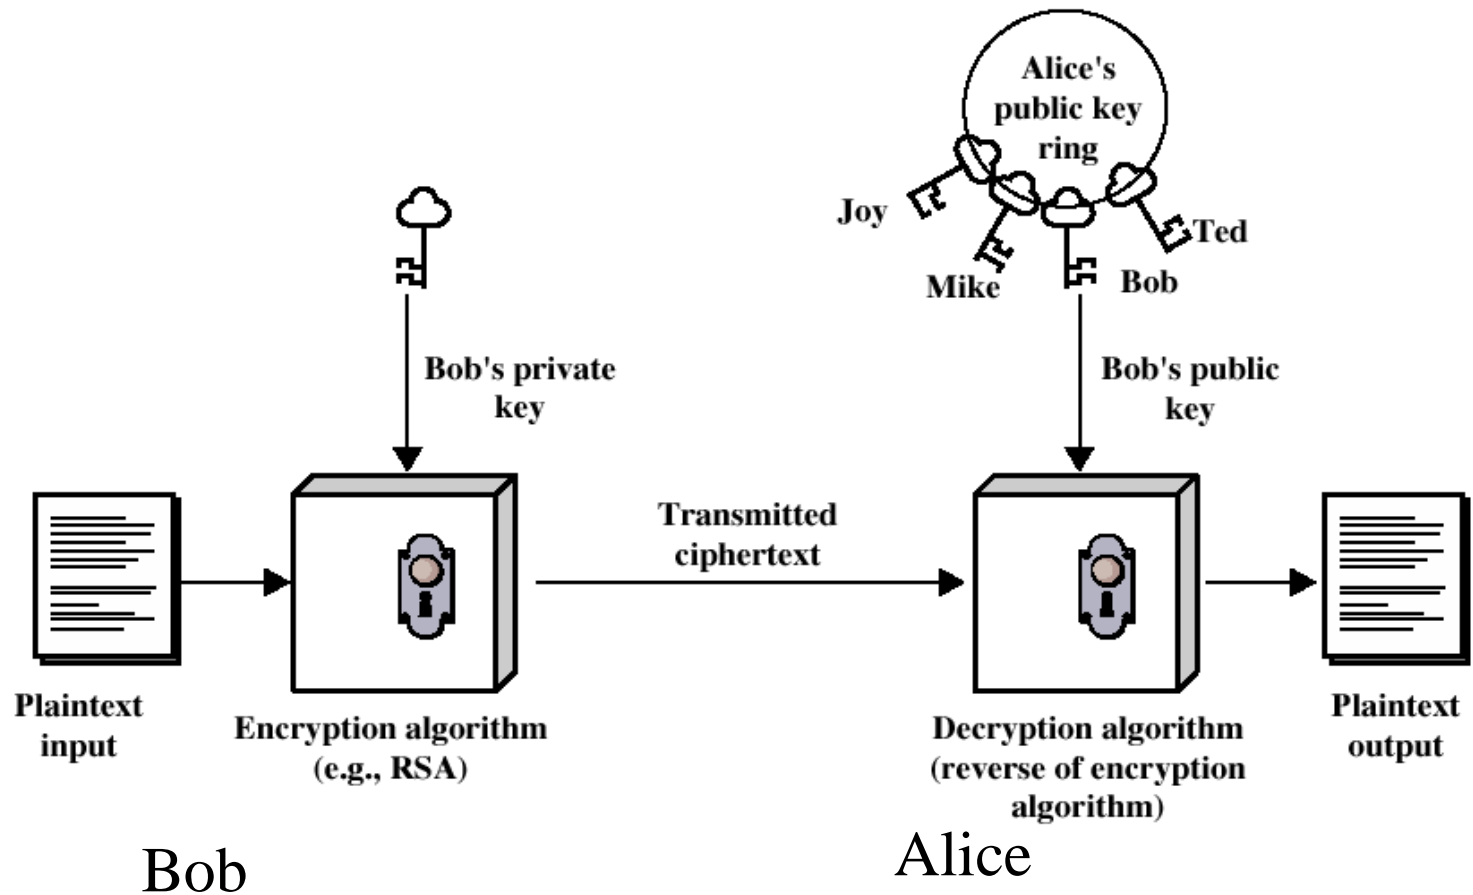 Alice's
public key
ring
Joy
Ted
Mike
Bob
Bob's private
key
Bob's public
key
Transmitted
ciphertext
Plaintext
input
Encryption algorithm
(e.g., RSA)
Decryption algorithm
(reverse of encryption
algorithm)
Plaintext
output
Bob
Alice